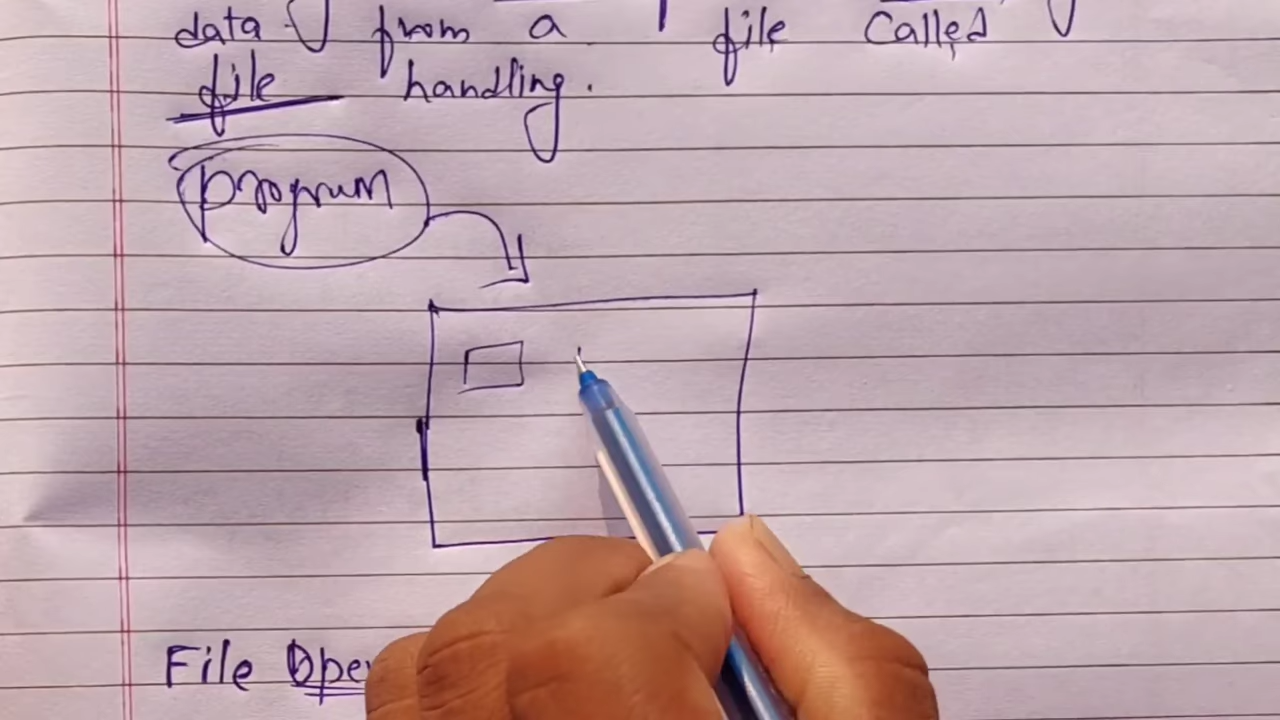 data from a file called
file handling.
program
File Ope